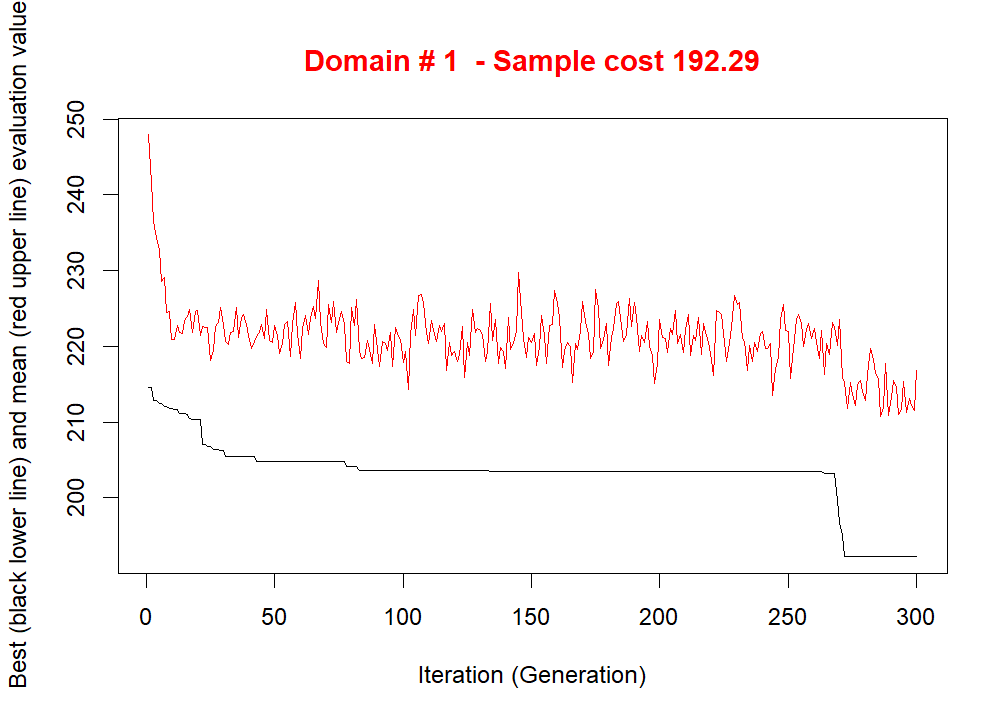 Domain # 1  - Sample cost 192.29
Best (black lower line) and mean (red upper line) evaluation value
250
240
230
220
210
200
0 50 100 150 200 250 300
Iteration (Generation)